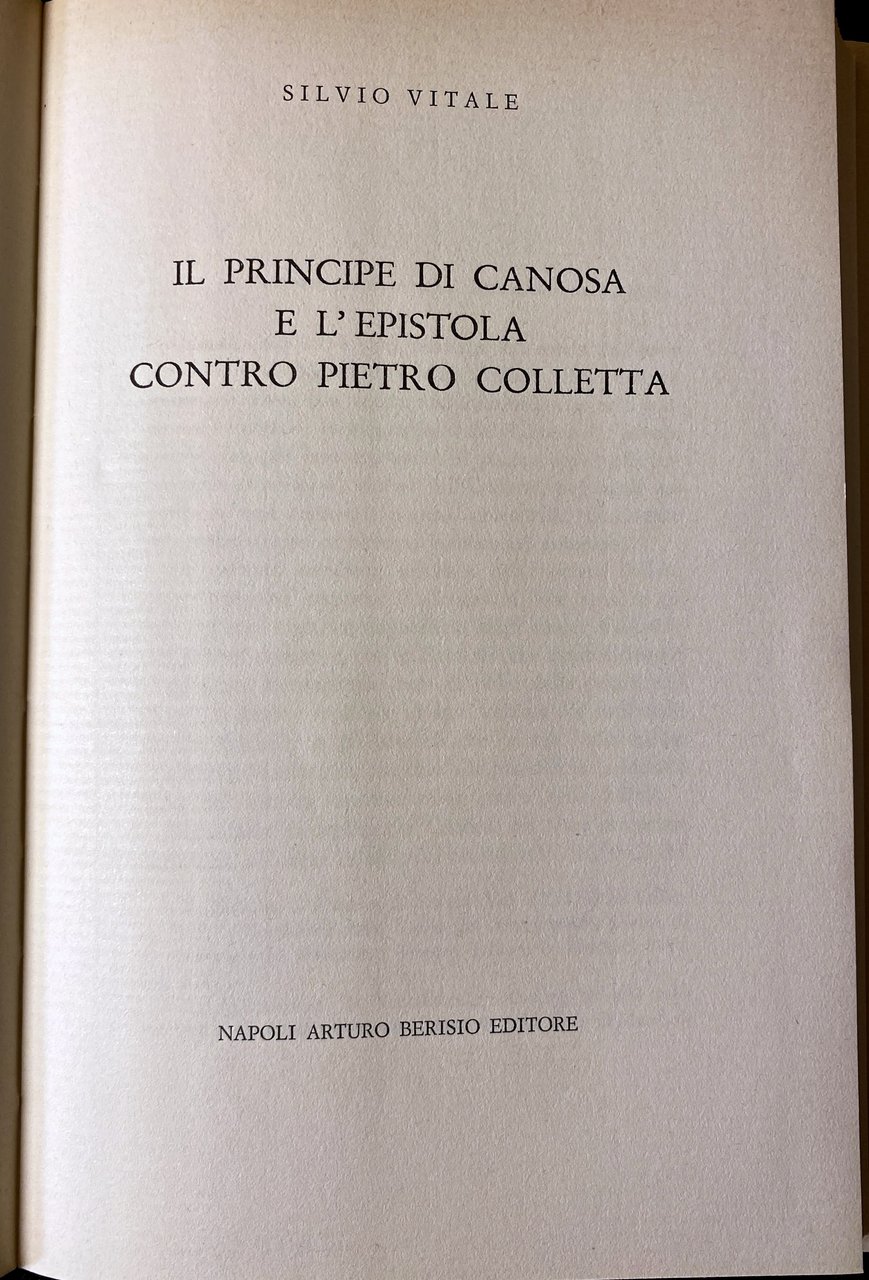 SILVIO VITALE
IL PRINCIPE DI CANOSA
E L' EPISTOLA
CONTRO PIETRO COLLETTA
NAPOLI ARTURO BERISIO EDITORE